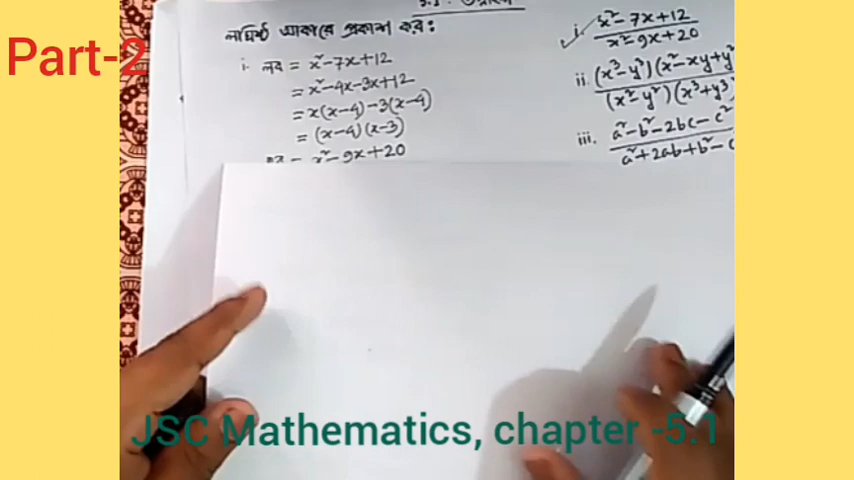 Part-2
লঘিষ্ঠ আকারে প্রকাশ কর:
i. লব = x²-7x+12
= x²-4x-3x+12
= x(x-4)-3(x-4)
= (x-4)(x-3)
= x²-9x+20
i. x²-7x+12
x²-9x+20
ii. (x³-y³)(x²-xy+y²
(x²-y²)(x³+y³
iii. a²-b²-2bc-c²
a²+2ab+b²-c
JSC Mathematics, chapter -5.1